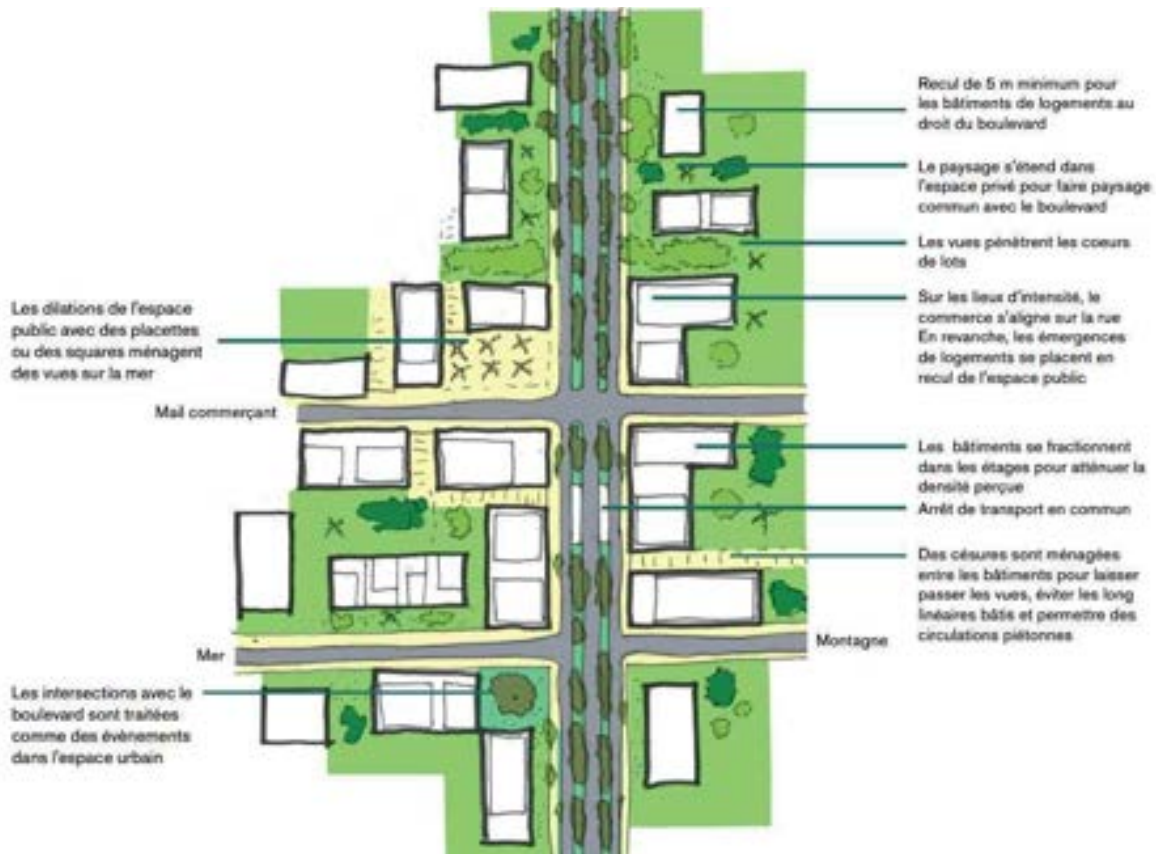 Recul de 5 m minimum pour
les bâtiments de logements au
droit du boulevard
Le paysage s'étend dans
l'espace privé pour faire paysage
commun avec le boulevard
Les vues pénètrent les coeurs
de lots
Sur les lieux d'intensité, le
commerce s'aligne sur la rue
En revanche, les émergences
de logements se placent en
recul de l'espace public
Les dilations de l'espace
public avec des placettes
ou des squares ménagent
des vues sur la mer
Mail commerçant
Les bâtiments se fractionnent
dans les étages pour atténuer la
densité perçue
Arrêt de transport en commun
Des césures sont ménagées
entre les bâtiments pour laisser
passer les vues, éviter les long
linéaires bâtis et permettre des
circulations piétonnes
Montagne
Mer
Les intersections avec le
boulevard sont traitées
comme des évènements
dans l'espace urbain